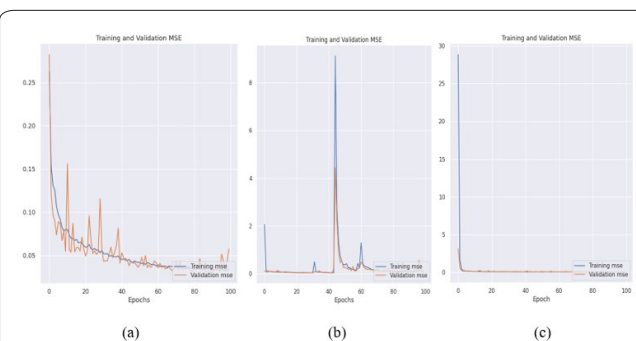 Training and Validation MSE
0.25
0.20
0.15
0.10
0.05
0 20 40 60 80 100
Epochs
Training mse
Validation mse
(a)
Training and Validation MSE
8
6
4
2
0
0 20 40 60 80 100
Epoch
Training mse
Validation mse
(b)
Training and Validation MSE
30
25
20
15
10
5
0
0 20 40 60 80 100
Epoch
Training mse
Validation mse
(c)